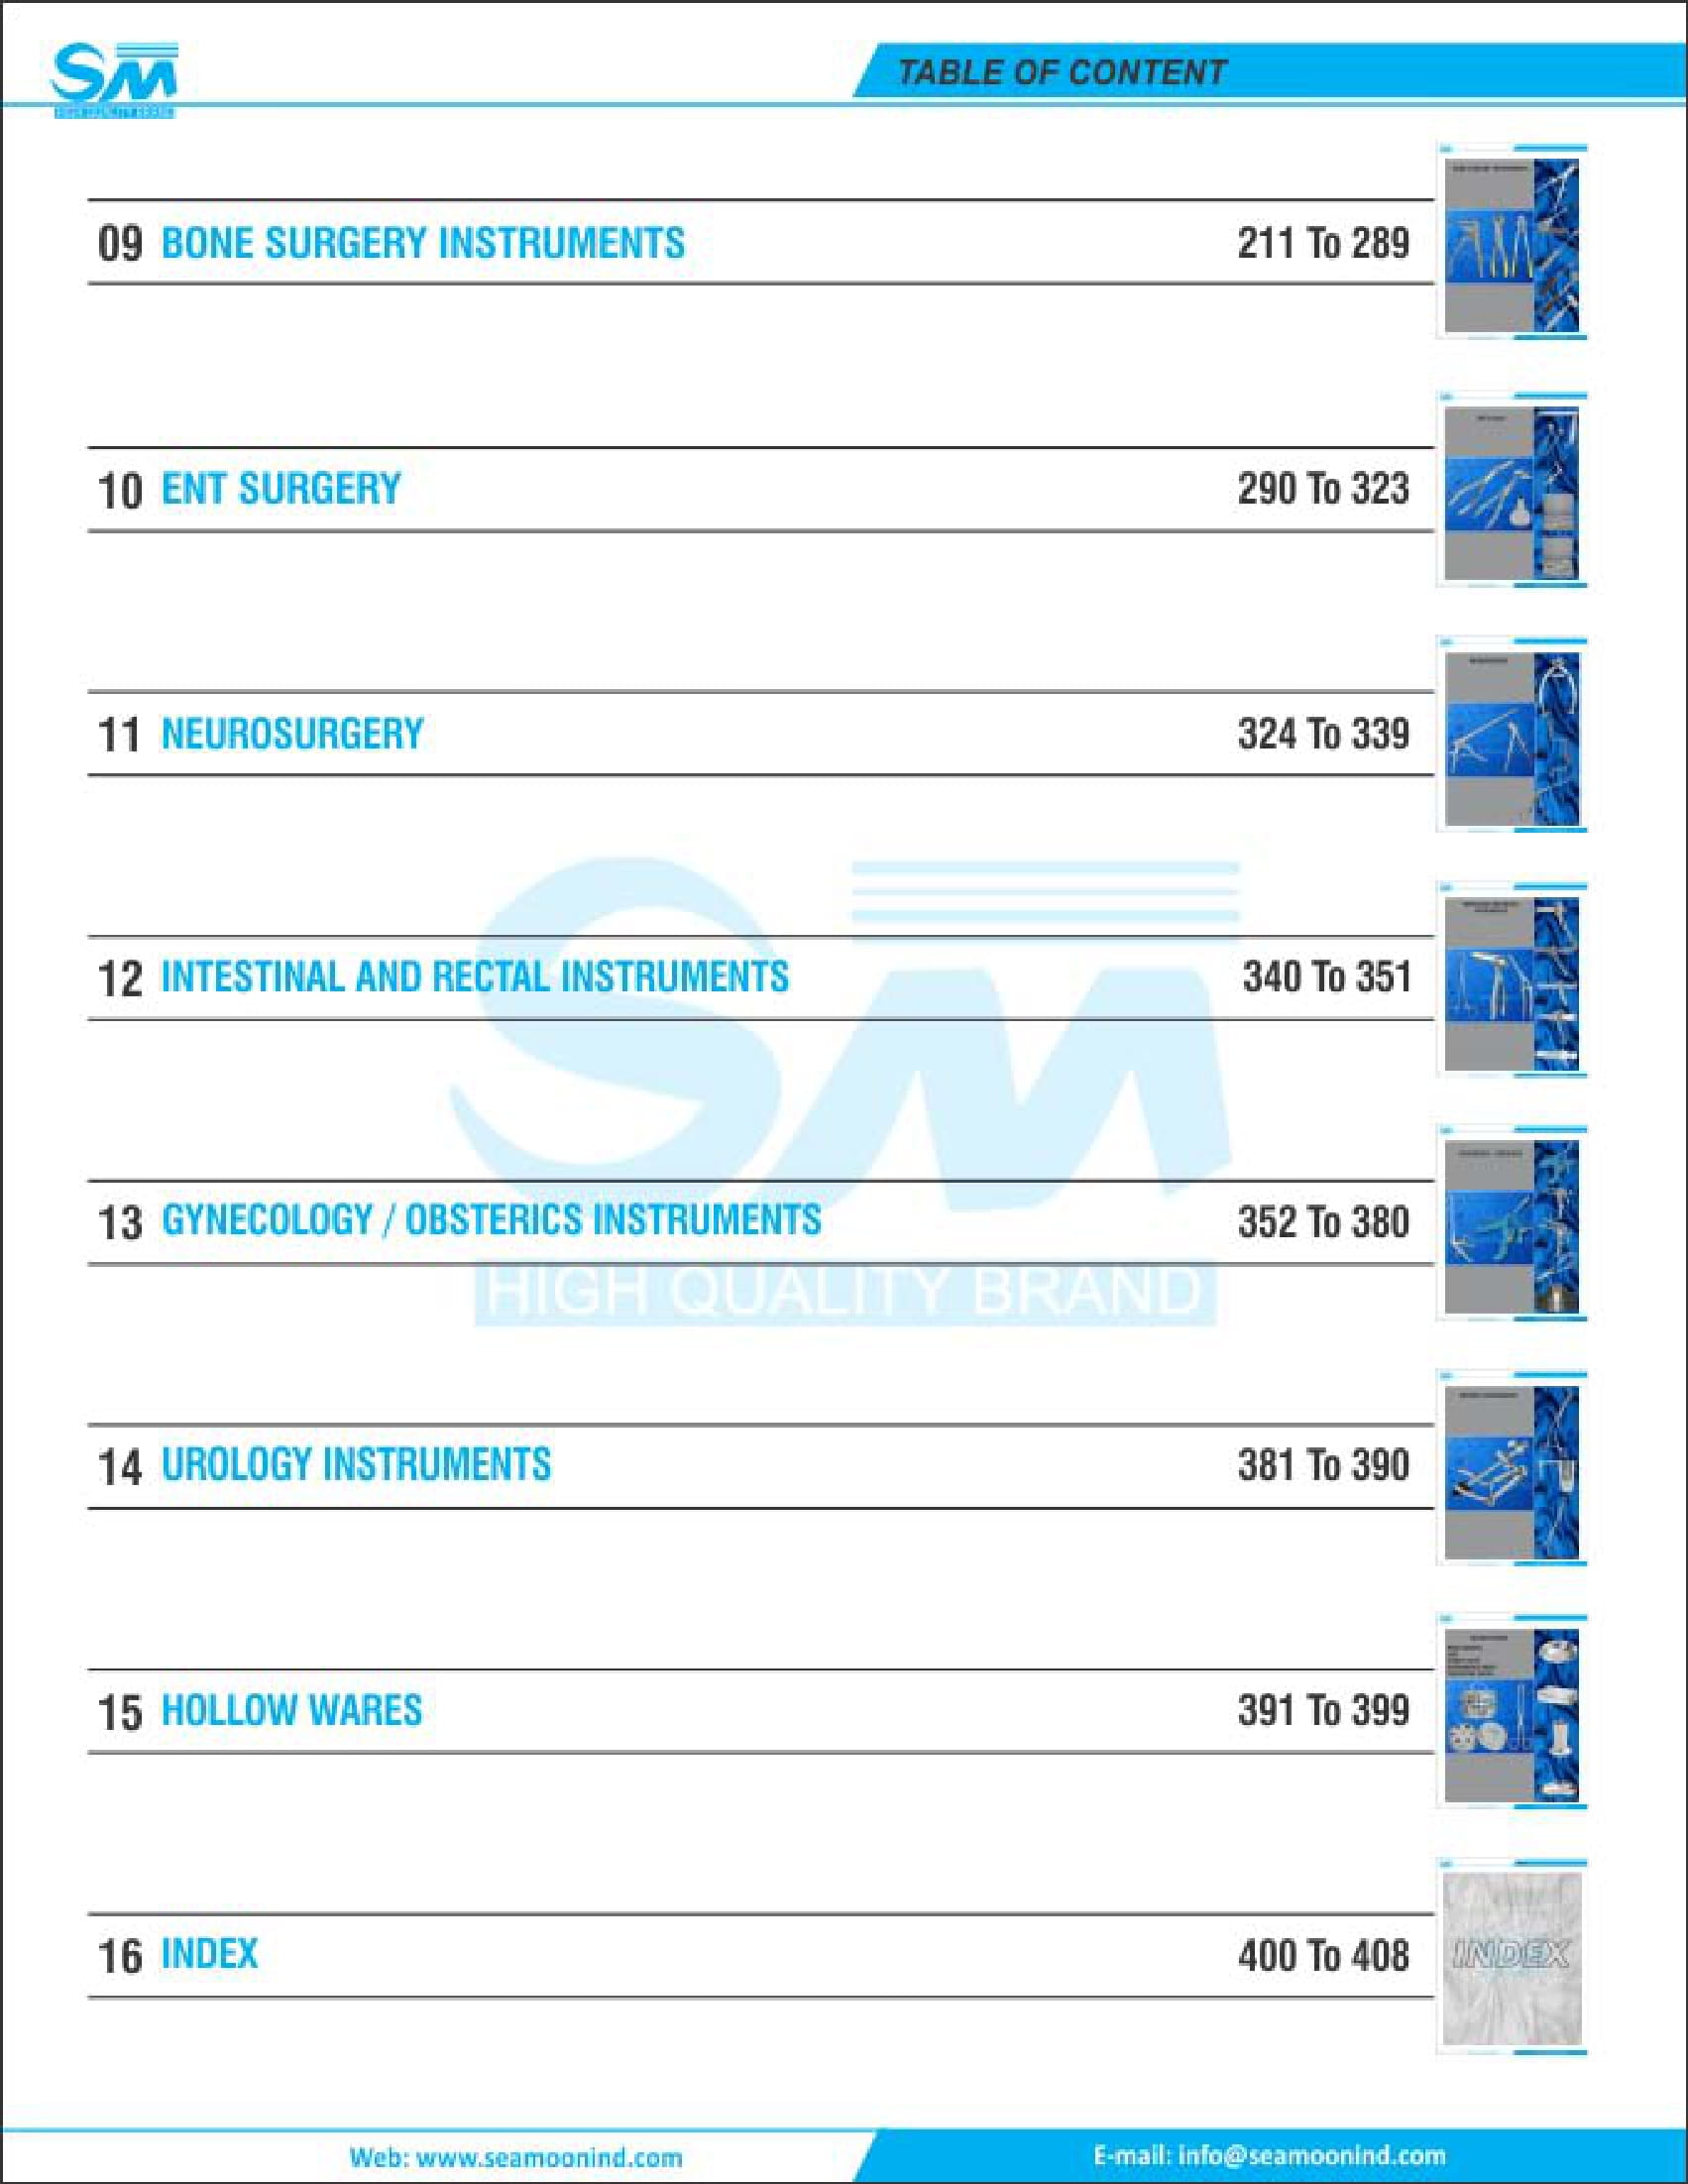 SM
HIGH QUALITY BRAND
TABLE OF CONTENT
09 BONE SURGERY INSTRUMENTS 211 To 289
10 ENT SURGERY 290 To 323
11 NEUROSURGERY 324 To 339
12 INTESTINAL AND RECTAL INSTRUMENTS 340 To 351
13 GYNECOLOGY / OBSTERICS INSTRUMENTS 352 To 380
SM
HIGH QUALITY BRAND
14 UROLOGY INSTRUMENTS 381 To 390
15 HOLLOW WARES 391 To 399
16 INDEX 400 To 408
INDEX
Web: www.seamoonind.com
E-mail: info@seamoonind.com